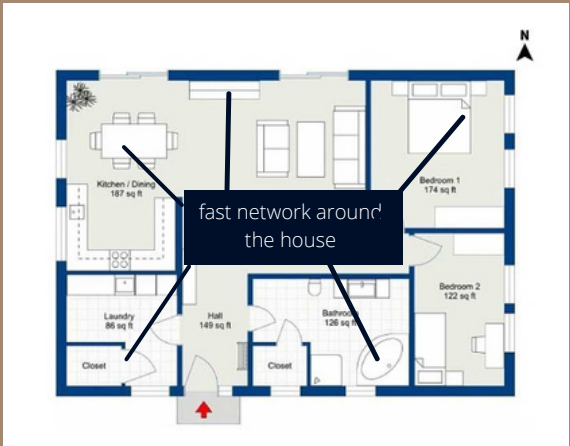 N
Kitchen / Dining
187 sq ft
Bedroom 1
174 sq ft
fast network around
the house
Bedroom 2
122 sq ft
Laundry
86 sq ft
Hall
149 sq ft
Bathroom
126 sq ft
Closet
Closet